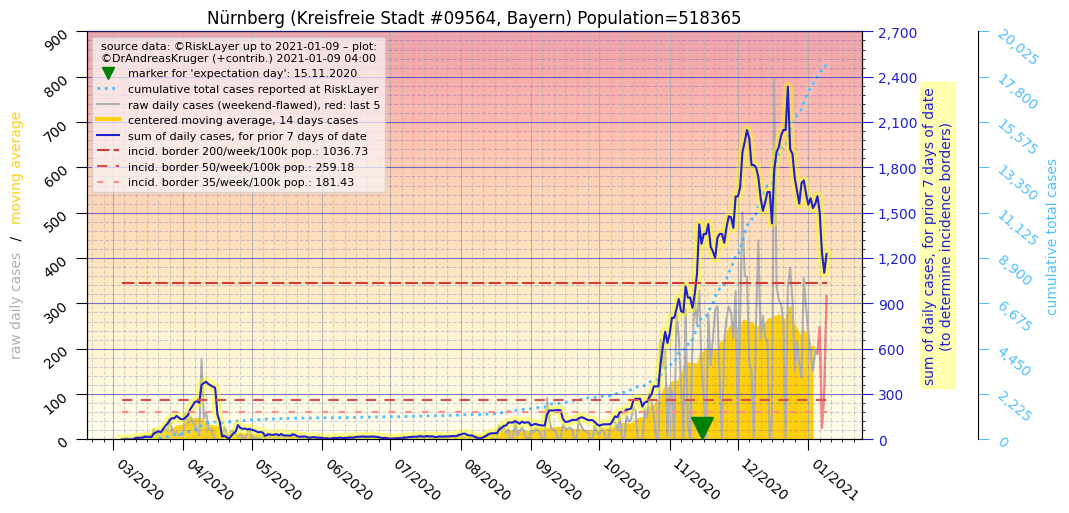 Nürnberg (Kreisfreie Stadt #09564, Bayern) Population=518365
source data: ©RiskLayer up to 2021-01-09 – plot:
©DrAndreasKruger (+contrib.) 2021-01-09 04:00
marker for 'expectation day': 15.11.2020
cumulative total cases reported at RiskLayer
raw daily cases (weekend-flawed), red: last 5
centered moving average, 14 days cases
sum of daily cases, for prior 7 days of date
incid. border 200/week/100k pop.: 1036.73
incid. border 50/week/100k pop.: 259.18
incid. border 35/week/100k pop.: 181.43
raw daily cases / moving average
900
800
700
600
500
400
300
200
100
0
03/2020
04/2020
05/2020
06/2020
07/2020
08/2020
09/2020
10/2020
11/2020
12/2020
01/2021
2,700
2,400
2,100
1,800
1,500
1,200
900
600
300
0
sum of daily cases, for prior 7 days of date
(to determine incidence borders)
20,025
17,800
15,575
13,350
11,125
8,900
6,675
4,450
2,225
0
cumulative total cases